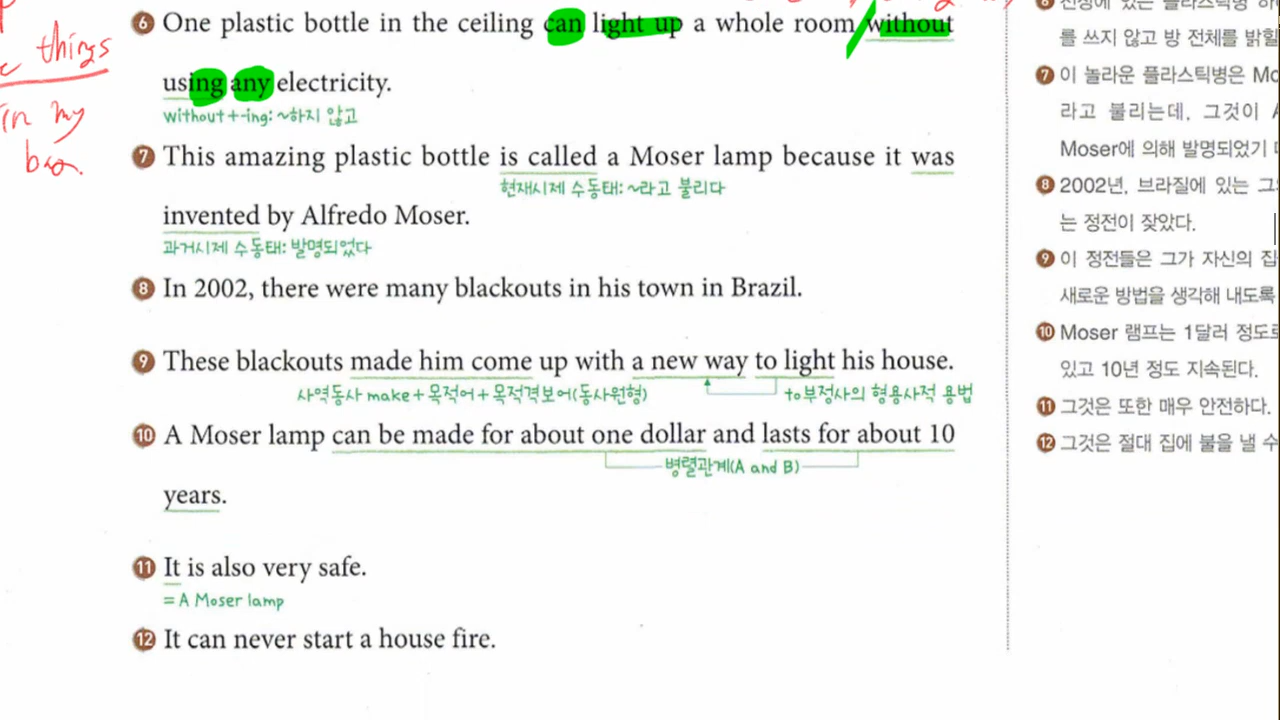 things
in my
box.
❻ One plastic bottle in the ceiling can light up a whole room without
using any electricity.
without +-ing: ~하지 않고
❼ This amazing plastic bottle is called a Moser lamp because it was
현재시제 수동태: ~라고 불리다
invented by Alfredo Moser.
과거시제 수동태: 발명되었다
❽ In 2002, there were many blackouts in his town in Brazil.
❾ These blackouts made him come up with a new way to light his house.
사역동사 make+목적어+목적격보어(동사원형)
to부정사의 형용사적 용법
❿ A Moser lamp can be made for about one dollar and lasts for about 10
병렬관계(A and B)
years.
⓫ It is also very safe.
= A Moser lamp
⓬ It can never start a house fire.
를 쓰지 않고 방 전체를 밝힐
❼ 이 놀라운 플라스틱병은 Mo
라고 불리는데, 그것이 A
Moser에 의해 발명되었기
❽ 2002년, 브라질에 있는 그
는 정전이 잦았다.
❾ 이 정전들은 그가 자신의 집
새로운 방법을 생각해 내도록
❿ Moser 램프는 1달러 정도로
있고 10년 정도 지속된다.
⓫ 그것은 또한 매우 안전하다.
⓬ 그것은 절대 집에 불을 낼 수